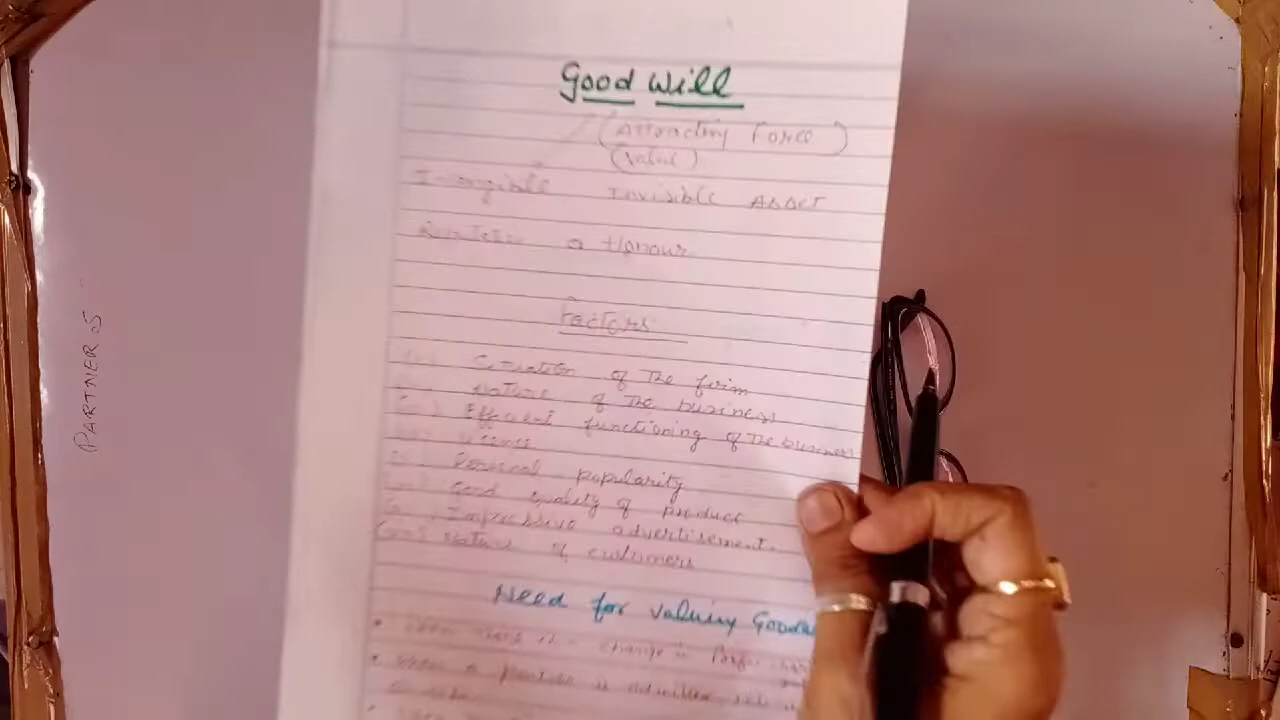 Good Will
(Attracting Force)
(Value)
Intangible Invisible Asset
a Honour
Factors
Situation of the firm
Nature of the business
Efficient functioning of the business
Personal popularity
Good quality of product
Impressive advertisement.
Nature of customers
Need for valuing Goodw
• When there is a change in Profit
• When a partner is admitted
• When
PARTNER'S